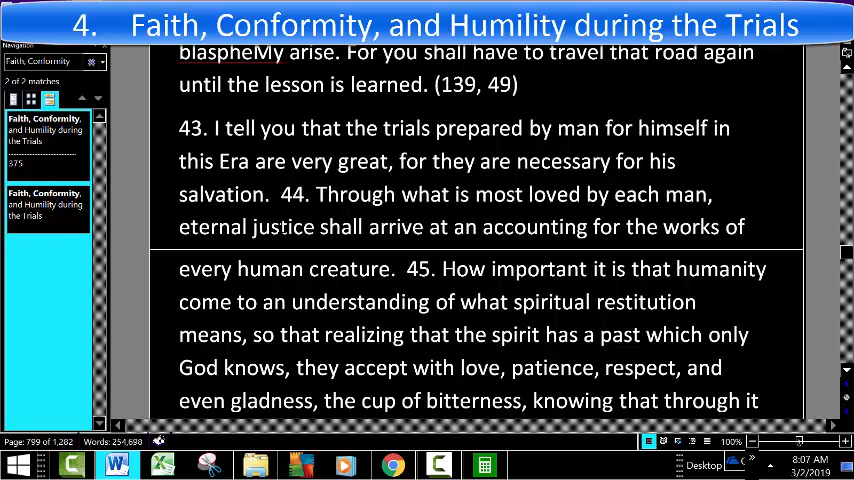 4. Faith, Conformity, and Humility during the Trials
Navigation
Faith, Conformity
2 of 2 matches
Faith, Conformity,
and Humility during
the Trials
375
Faith, Conformity,
and Humility during
the Trials
blaspheMy arise. For you shall have to travel that road again
until the lesson is learned. (139, 49)
43. I tell you that the trials prepared by man for himself in
this Era are very great, for they are necessary for his
salvation. 44. Through what is most loved by each man,
eternal justice shall arrive at an accounting for the works of
every human creature. 45. How important it is that humanity
come to an understanding of what spiritual restitution
means, so that realizing that the spirit has a past which only
God knows, they accept with love, patience, respect, and
even gladness, the cup of bitterness, knowing that through it
Page: 799 of 1,282 Words: 254,698 100%
Desktop 8:07 AM
3/2/2019